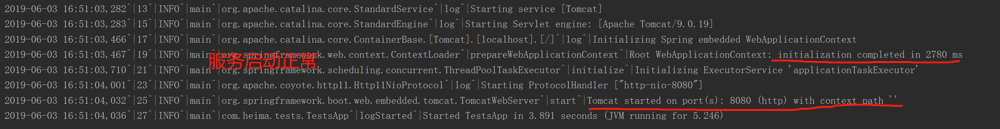 2019-06-03 16:51:03,282^|13^|INFO^|main^|org.apache.catalina.core.StandardService^|log^|Starting service [Tomcat]
2019-06-03 16:51:03,283^|15^|INFO^|main^|org.apache.catalina.core.StandardEngine^|log^|Starting Servlet engine: [Apache Tomcat/9.0.19]
2019-06-03 16:51:03,466^|17^|INFO^|main^|org.apache.catalina.core.ContainerBase.[Tomcat].[localhost].[/]^|log^|Initializing Spring embedded WebApplicationContext
2019-06-03 16:51:03,467^|19^|INFO^|main^|org.springframework.web.context.ContextLoader^|prepareWebApplicationContext^|Root WebApplicationContext: initialization completed in 2780 ms
服务启动正常
2019-06-03 16:51:03,710^|21^|INFO^|main^|org.springframework.scheduling.concurrent.ThreadPoolTaskExecutor^|initialize^|Initializing ExecutorService 'applicationTaskExecutor'
2019-06-03 16:51:04,001^|23^|INFO^|main^|org.apache.coyote.http11.Http11NioProtocol^|log^|Starting ProtocolHandler ["http-nio-8080"]
2019-06-03 16:51:04,032^|25^|INFO^|main^|org.springframework.boot.web.embedded.tomcat.TomcatWebServer^|start^|Tomcat started on port(s): 8080 (http) with context path ''
2019-06-03 16:51:04,036^|27^|INFO^|main^|com.heima.tests.TestsApp^|logStarted^|Started TestsApp in 3.891 seconds (JVM running for 5.246)